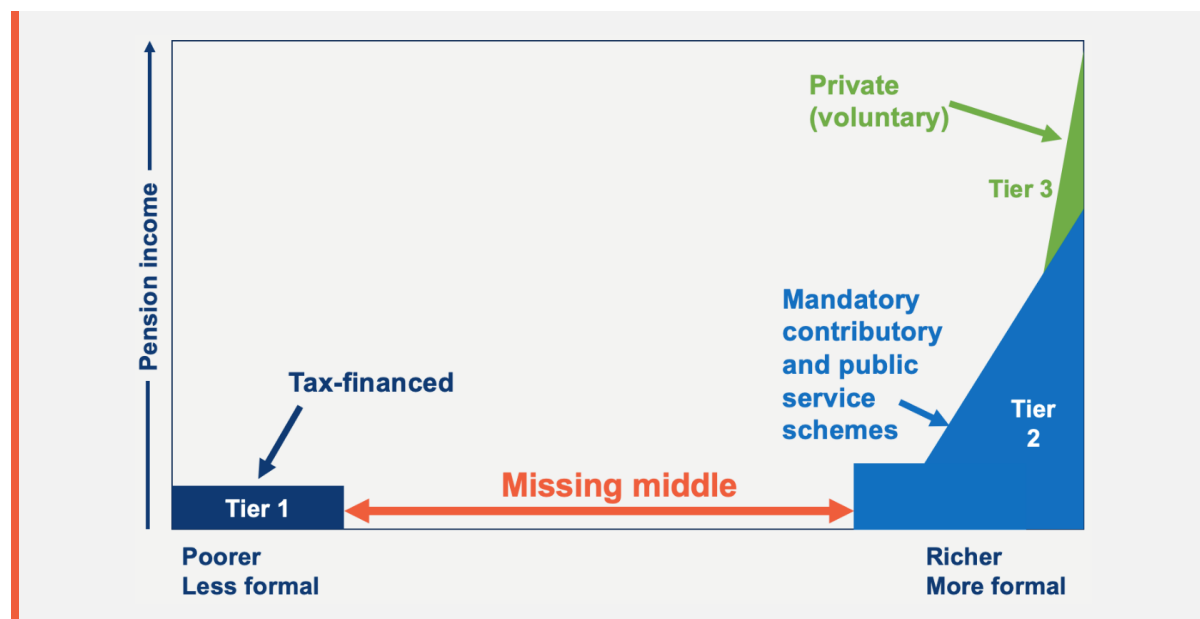 Private
(voluntary)
Tier 3
Pension income
Mandatory
contributory
and public
service
schemes
Tax-financed
Tier
2
Missing middle
Tier 1
Poorer
Less formal
Richer
More formal